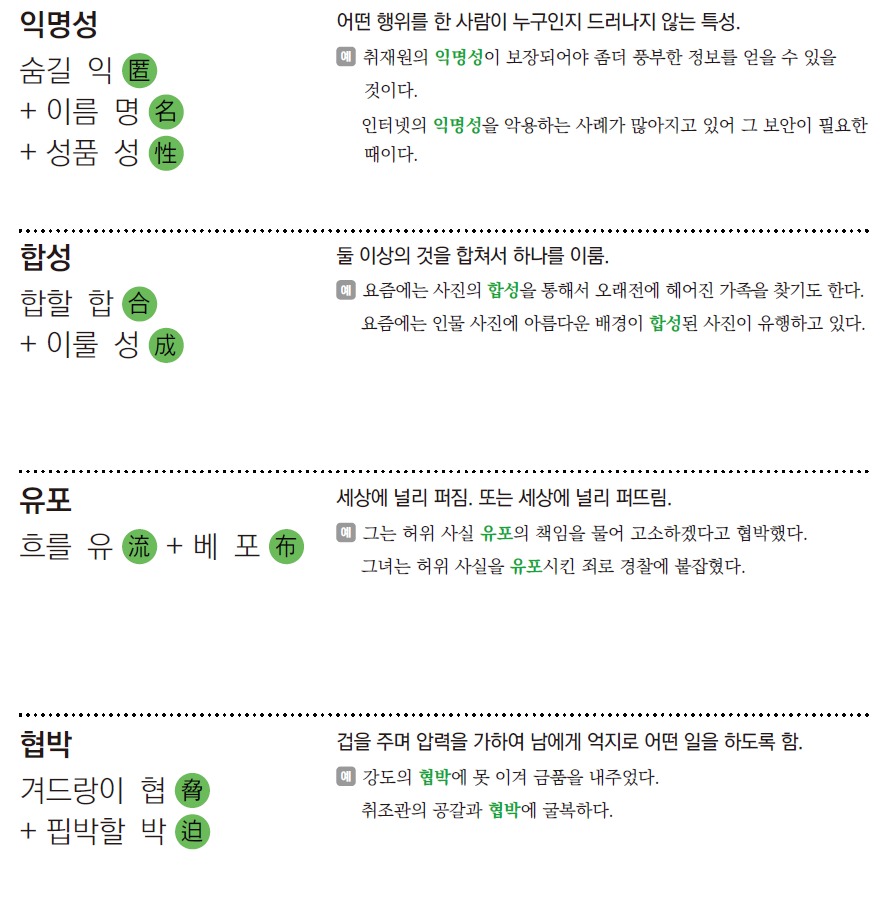 익명성
숨길 익 匿
+ 이름 명 名
+ 성품 성 性
어떤 행위를 한 사람이 누구인지 드러나지 않는 특성.
예 취재원의 익명성이 보장되어야 좀더 풍부한 정보를 얻을 수 있을
것이다.
인터넷의 익명성을 악용하는 사례가 많아지고 있어 그 보안이 필요한
때이다.
합성
합할 합 合
+ 이룰 성 成
둘 이상의 것을 합쳐서 하나를 이룸.
예 요즘에는 사진의 합성을 통해서 오래전에 헤어진 가족을 찾기도 한다.
요즘에는 인물 사진에 아름다운 배경이 합성된 사진이 유행하고 있다.
유포
흐를 유 流 + 베 포 布
세상에 널리 퍼짐. 또는 세상에 널리 퍼뜨림.
예 그는 허위 사실 유포의 책임을 물어 고소하겠다고 협박했다.
그녀는 허위 사실을 유포시킨 죄로 경찰에 붙잡혔다.
협박
겨드랑이 협 脅
+ 핍박할 박 迫
겁을 주며 압력을 가하여 남에게 억지로 어떤 일을 하도록 함.
예 강도의 협박에 못 이겨 금품을 내주었다.
취조관의 공갈과 협박에 굴복하다.